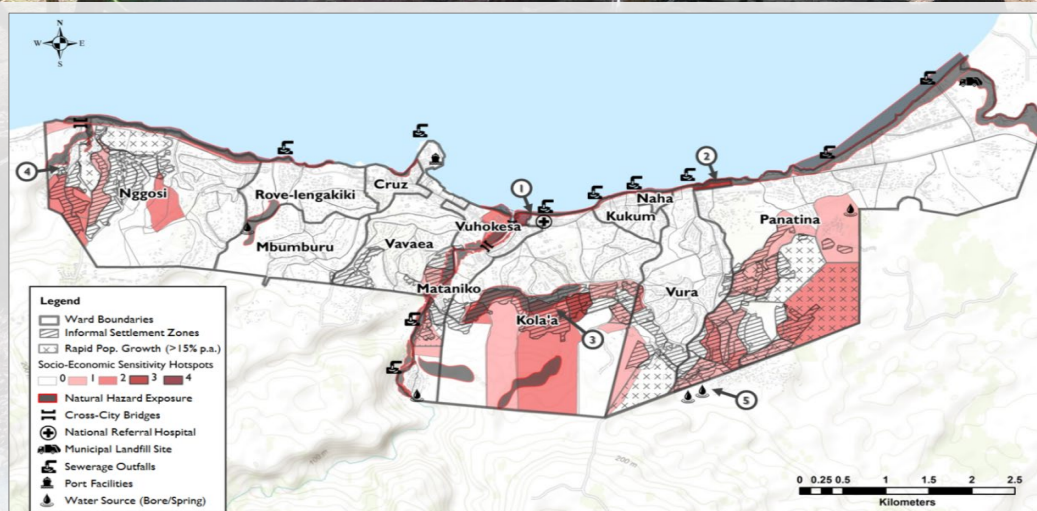 N
W E
S
1
2
4
Nggosi
Rove-lengakiki
Cruz
Mbumburu
Vavaea
Vuhokesa
Naha
Kukum
Panatina
Mataniko
Vura
Kola'a
3
5
Legend
Ward Boundaries
Informal Settlement Zones
Rapid Pop. Growth (>15% p.a.)
Socio-Economic Sensitivity Hotspots
0 1 2 3 4
Natural Hazard Exposure
Cross-City Bridges
National Referral Hospital
Municipal Landfill Site
Sewerage Outfalls
Port Facilities
Water Source (Bore/Spring)
200 m
0 0.25 0.5 1 1.5 2 2.5
Kilometers